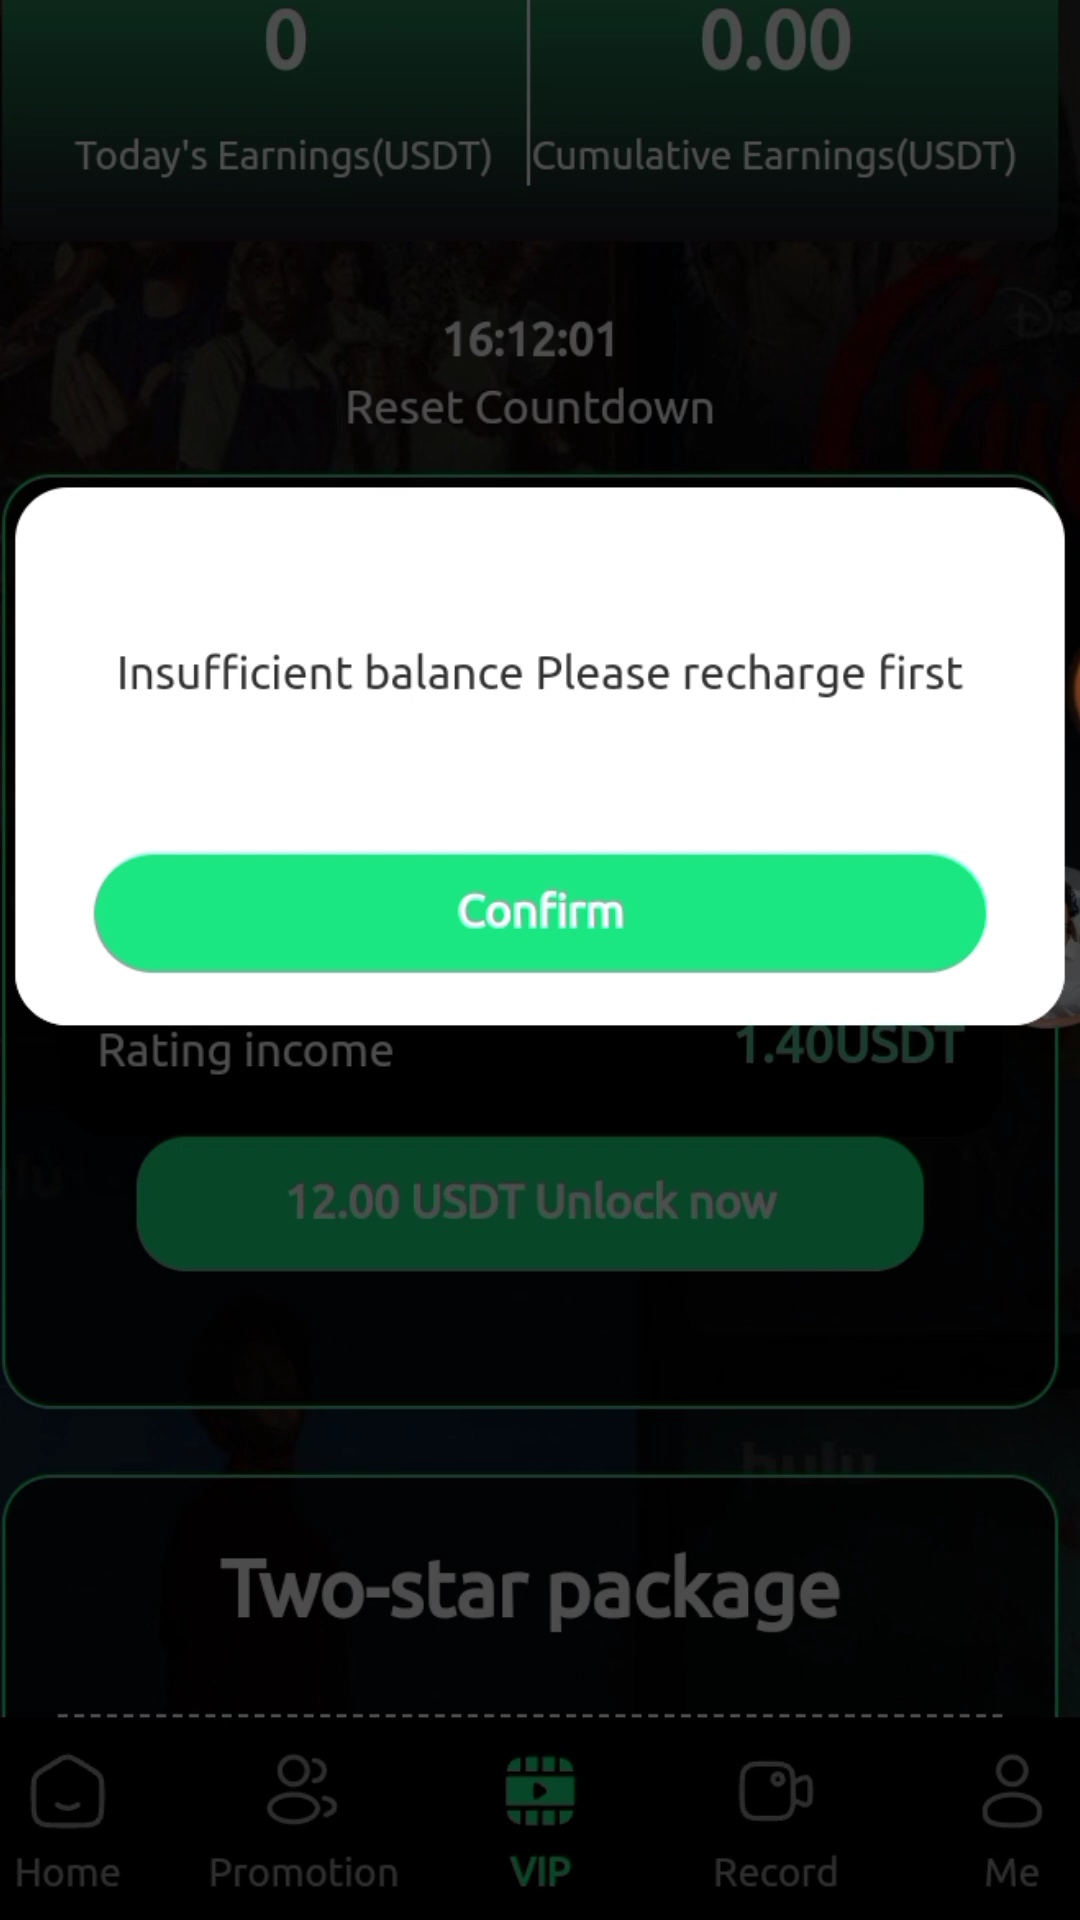 0 0.00
Today's Earnings(USDT) Cumulative Earnings(USDT)
16:12:01
Reset Countdown
Insufficient balance Please recharge first
Confirm
Rating income 1.40USDT
12.00 USDT Unlock now
hulu
Two-star package
Home Promotion VIP Record Me